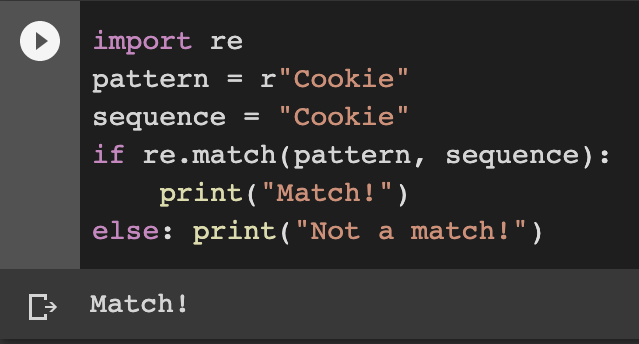 import re
pattern = r"Cookie"
sequence = "Cookie"
if re.match(pattern, sequence):
    print("Match!")
else: print("Not a match!")
Match!